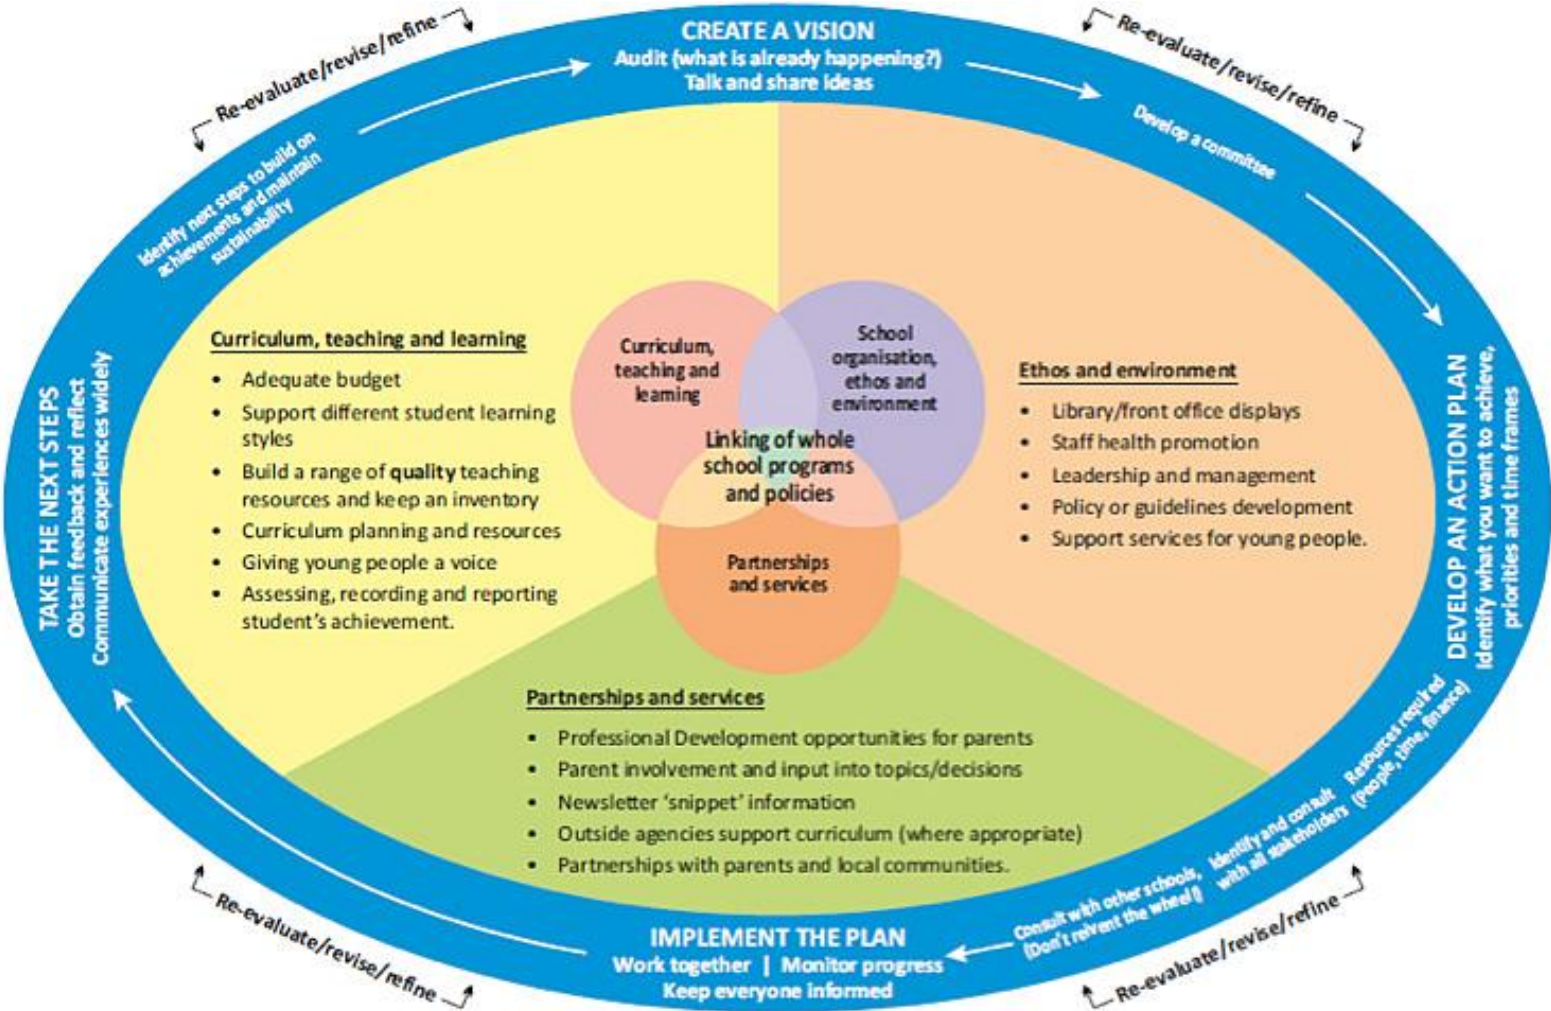 Re-evaluate/revise/refine
CREATE A VISION
Audit (what is already happening?)
Talk and share ideas
Re-evaluate/revise/refine
Develop a committee
DEVELOP AN ACTION PLAN
Identify what you want to achieve,
priorities and time frames
Resources required
(People, time, finance)
Identify and consult
with all stakeholders
Consult with other schools,
(Don't reivent the wheel!)
Re-evaluate/revise/refine
IMPLEMENT THE PLAN
Work together | Monitor progress
Keep everyone informed
Re-evaluate/revise/refine
TAKE THE NEXT STEPS
Obtain feedback and reflect
Communicate experiences widely
Identify next steps to build on
achievements and maintain
sustainability
Curriculum, teaching and learning
• Adequate budget
• Support different student learning
styles
• Build a range of quality teaching
resources and keep an inventory
• Curriculum planning and resources
• Giving young people a voice
• Assessing, recording and reporting
student's achievement.
Curriculum,
teaching and
learning
School
organisation,
ethos and
environment
Linking of whole
school programs
and policies
Partnerships
and services
Ethos and environment
• Library/front office displays
• Staff health promotion
• Leadership and management
• Policy or guidelines development
• Support services for young people.
Partnerships and services
• Professional Development opportunities for parents
• Parent involvement and input into topics/decisions
• Newsletter ‘snippet’ information
• Outside agencies support curriculum (where appropriate)
• Partnerships with parents and local communities.